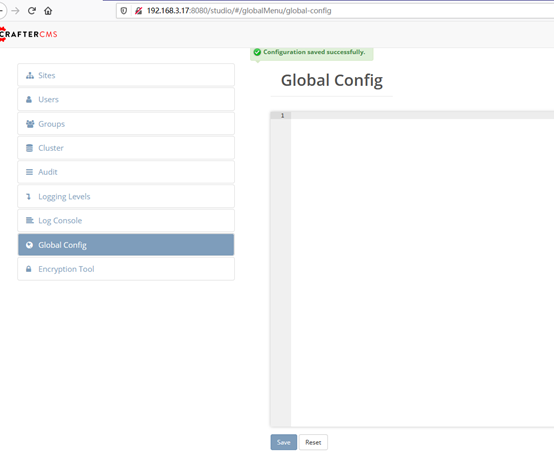 192.168.3.17:8080/studio/#/globalMenu/global-config
CRAFTERCMS
Configuration saved successfully.
Sites
Global Config
Users
1
Groups
Cluster
Audit
Logging Levels
Log Console
Global Config
Encryption Tool
Save Reset